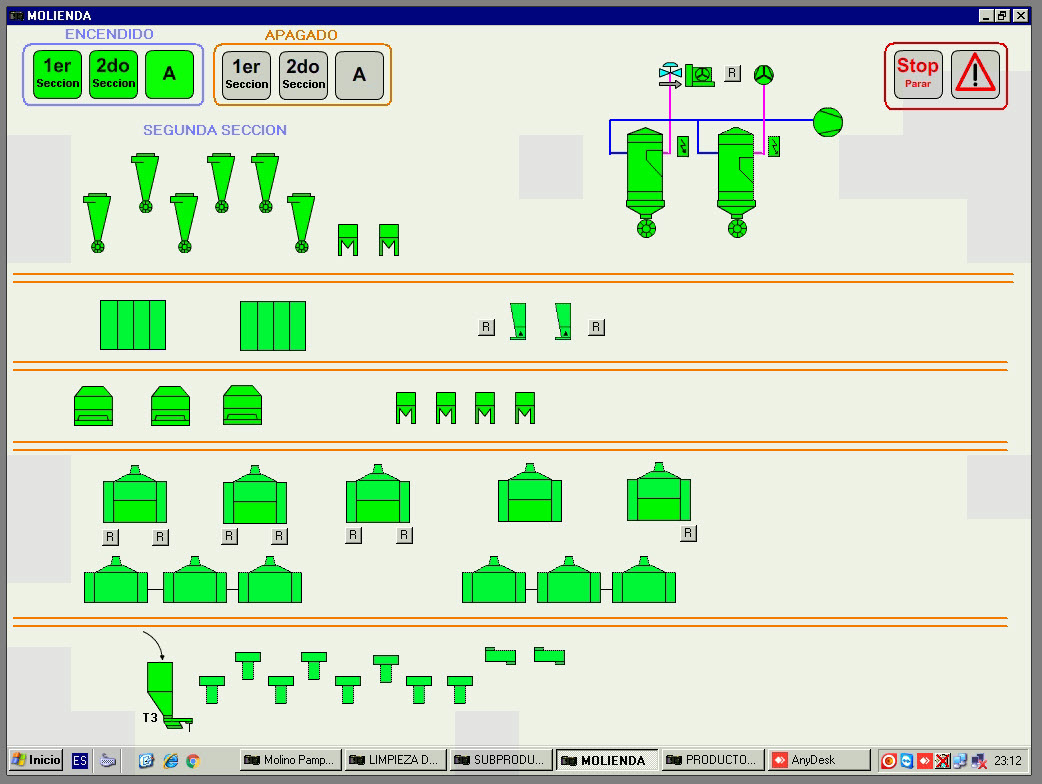 MOLIENDA
ENCENDIDO
APAGADO
1er
Seccion
2do
Seccion
A
1er
Seccion
2do
Seccion
A
R
Stop
Parar
SEGUNDA SECCION
R
R
R
R
R
R
R
R
R
T3
Inicio
ES
Molino Pamp...
LIMPIEZA D...
SUBPRODU...
MOLIENDA
PRODUCTO...
AnyDesk
23:12